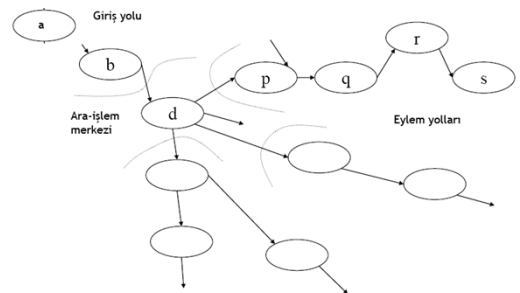 a
Giriş yolu
b
p
q
r
s
Ara-işlem
merkezi
d
Eylem yolları